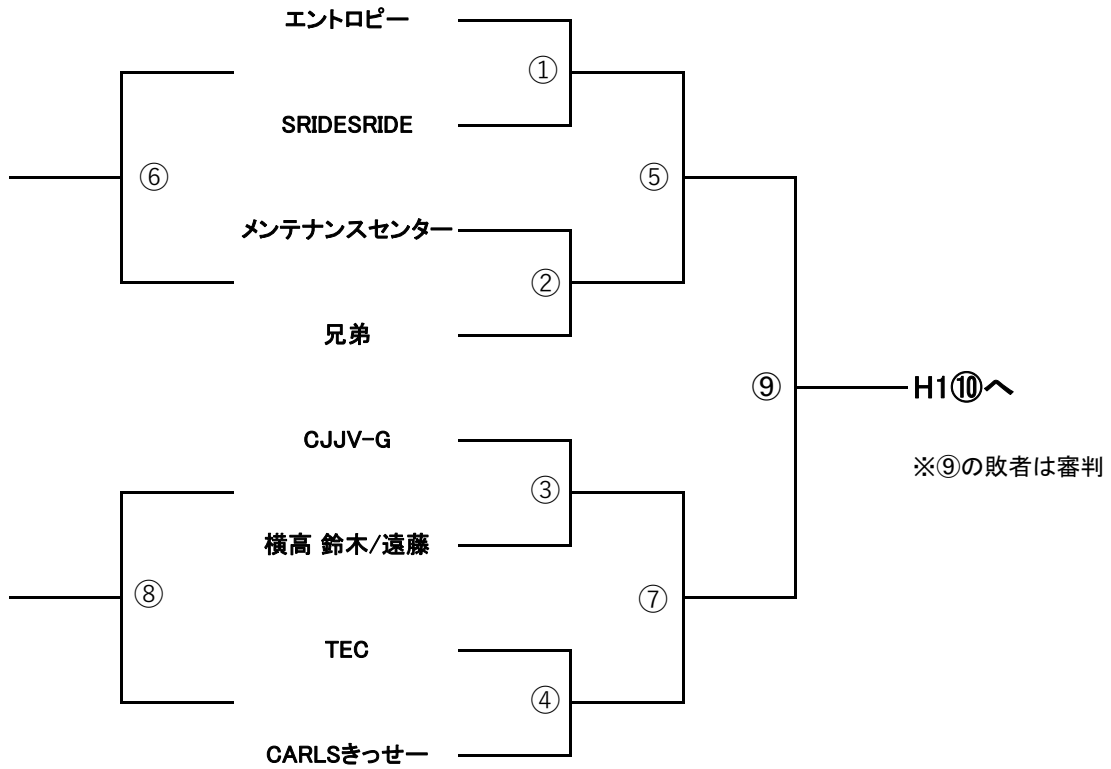 エントロピー
①
SRIDESRIDE
⑥
⑤
メンテナンスセンター
②
兄弟
⑨
H1⑩へ
CJJV-G
※⑨の敗者は審判
③
横高 鈴木/遠藤
⑧
⑦
TEC
④
CARLSきっせー